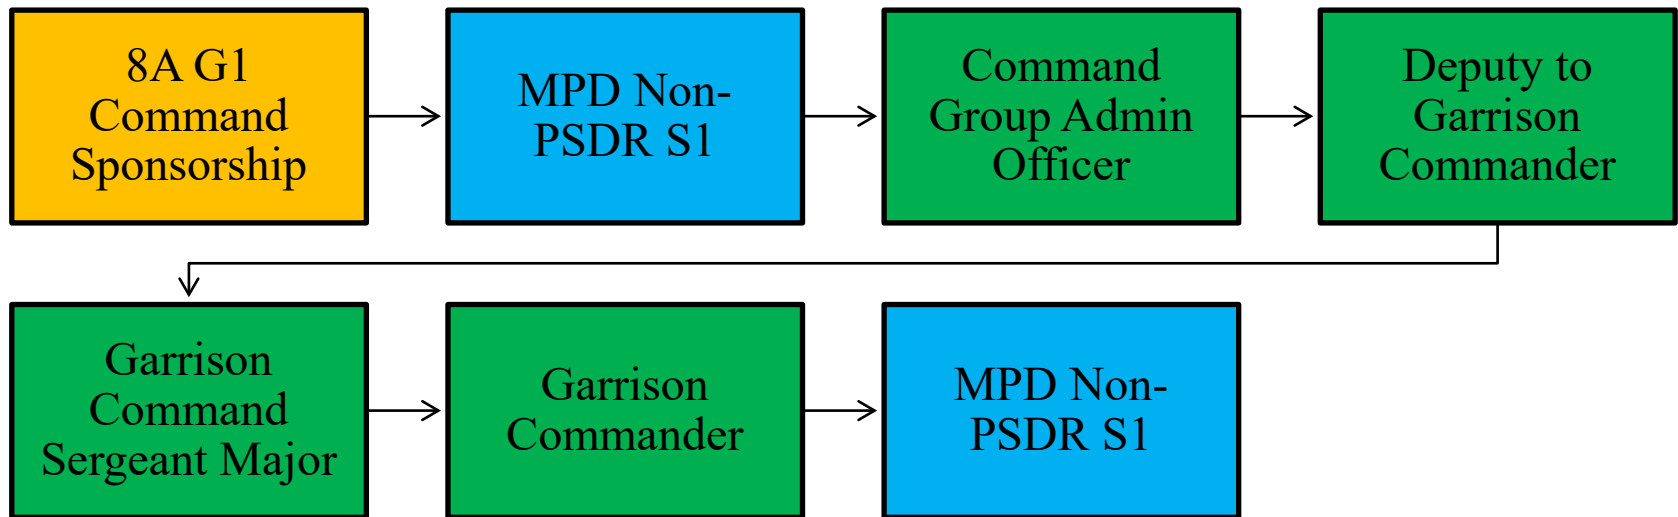 8A G1
Command
Sponsorship
MPD Non-
PSDR S1
Command
Group Admin
Officer
Deputy to
Garrison
Commander
Garrison
Command
Sergeant Major
Garrison
Commander
MPD Non-
PSDR S1